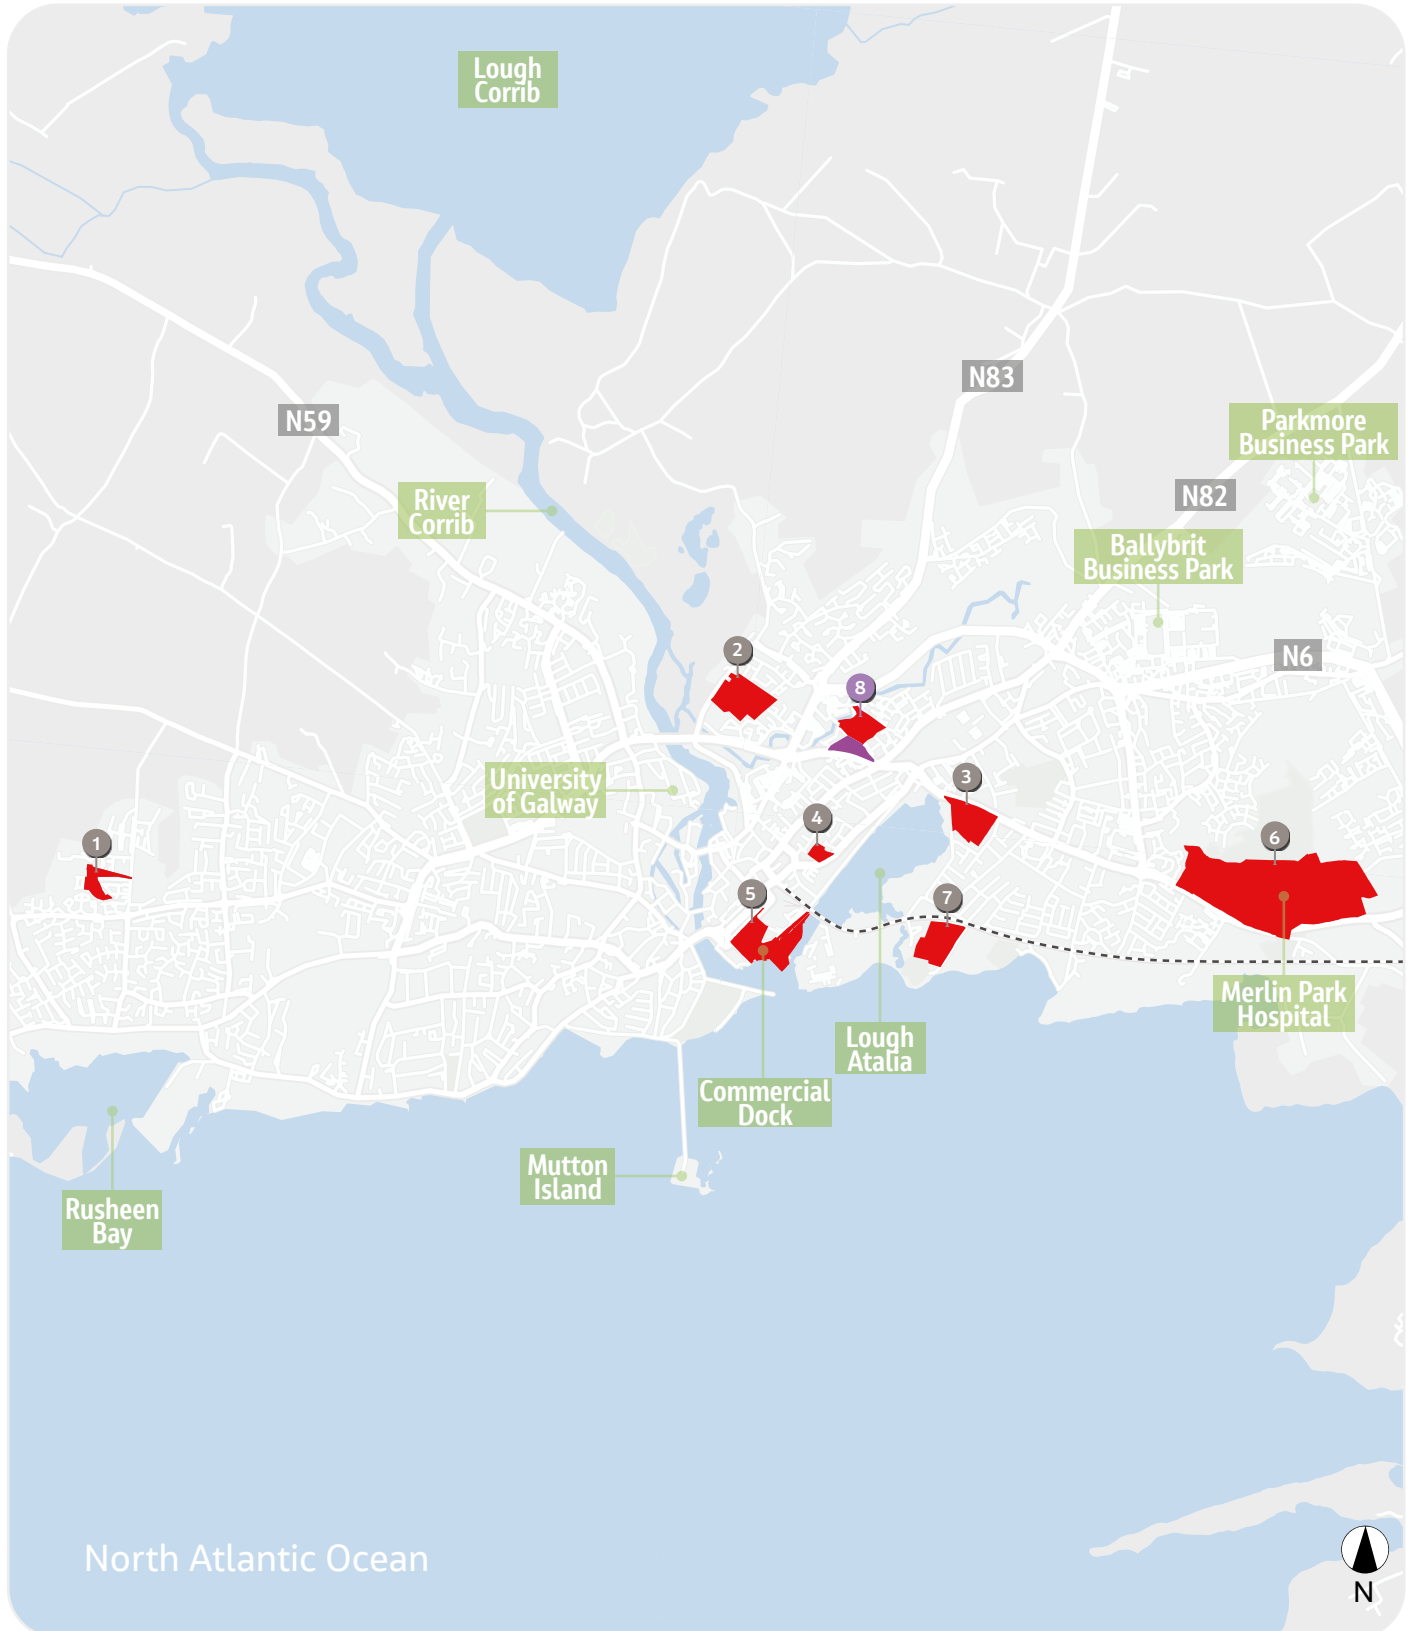 Lough
Corrib
N83
N59
Parkmore
Business Park
River
Corrib
N82
Ballybrit
Business Park
2
N6
8
University
of Galway
3
4
1
6
5
7
Merlin Park
Hospital
Lough
Atalia
Commercial
Dock
Mutton
Island
Rusheen
Bay
North Atlantic Ocean
N